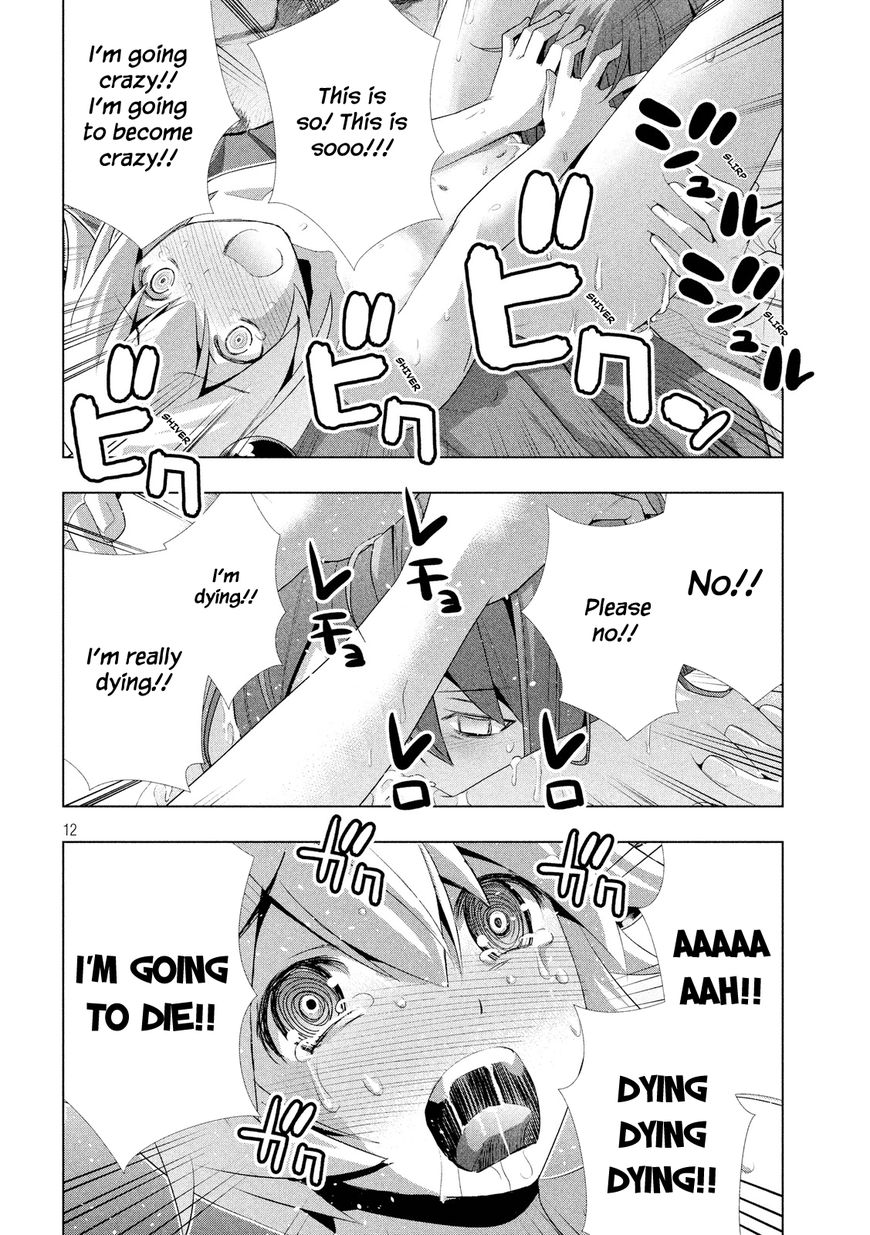 This is
so! This is
sooo!!!
I'm going
crazy!!
I'm going
to become
crazy!!
ジュル
SLIRP
ジュル
SLIRP
SLIRP
ビクン
SHIVER
ビク
SHIVER
ビク
SHIVER
No!!
Please
no!!
I'm
dying!!
I'm really
dying!!
レチョ
レチョ
レロ
レロ
12
AAAAA
AAH!!
DYING
DYING
DYING!!
I'M GOING
TO DIE!!
ガク
ガク
ガク